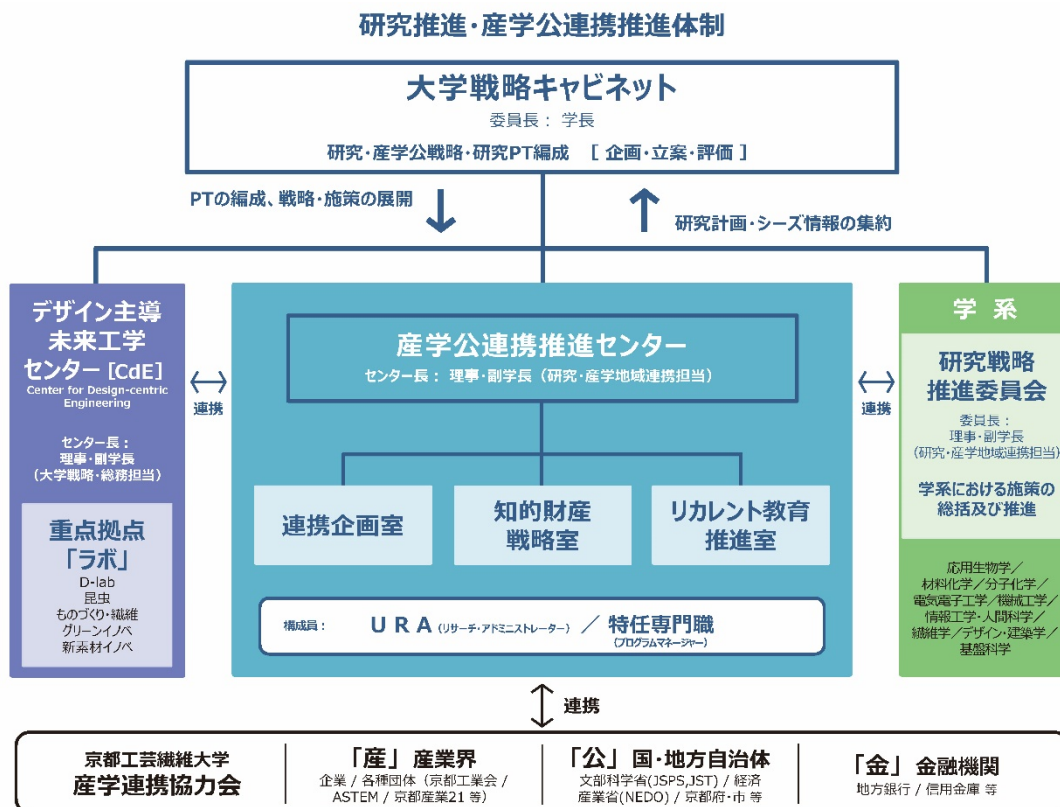 研究推進・産学公連携推進体制
大学戦略キャビネット
委員長： 学長
研究・産学公戦略・研究PT編成 ［ 企画・立案・評価 ］
PTの編成、戦略・施策の展開
研究計画・シーズ情報の集約
デザイン主導
未来工学
センター [CdE]
Center for Design-centric
Engineering
センター長：
理事・副学長
（大学戦略・総務担当）
重点拠点
「ラボ」
D-lab
昆虫
ものづくり・繊維
グリーンイノベ
新素材イノベ
連携
産学公連携推進センター
センター長： 理事・副学長（研究・産学地域連携担当）
連携企画室
知的財産
戦略室
リカレント教育
推進室
構成員： URA（リサーチ・アドミニストレーター） ／ 特任専門職
（プログラムマネージャー）
連携
学 系
研究戦略
推進委員会
委員長：
理事・副学長
（研究・産学地域連携担当）
学系における施策の
総括及び推進
応用生物学／
材料化学／分子化学／
電気電子工学／機械工学／
情報工学・人間科学／
繊維学／デザイン・建築学／
基盤科学
連携
京都工芸繊維大学
産学連携協力会
「産」産業界
企業 / 各種団体（京都工業会 /
ASTEM / 京都産業21 等）
「公」国・地方自治体
文部科学省(JSPS,JST) / 経済
産業省(NEDO) / 京都府・市 等
「金」金融機関
地方銀行 / 信用金庫 等